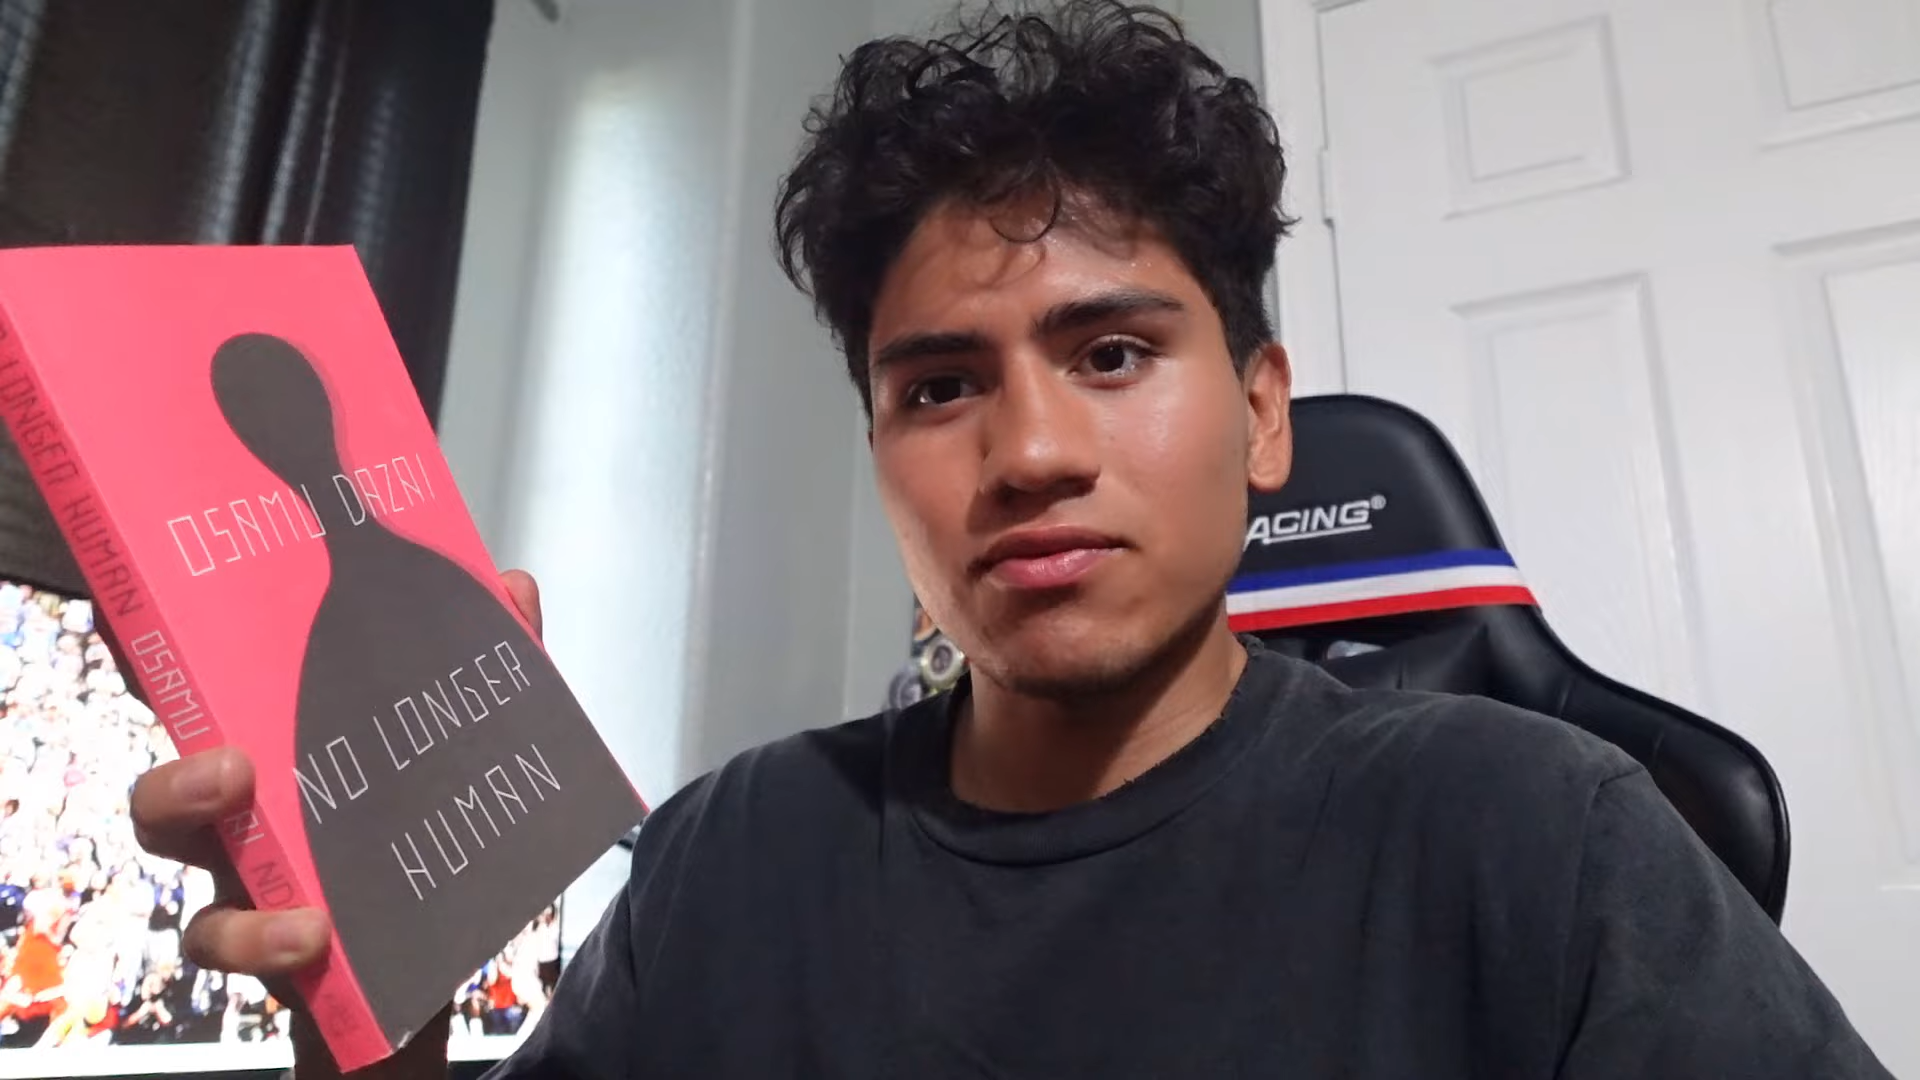 OSAMU DAZAI
NO LONGER
HUMAN
LONGER HUMAN OSAMU
NO
ACING®